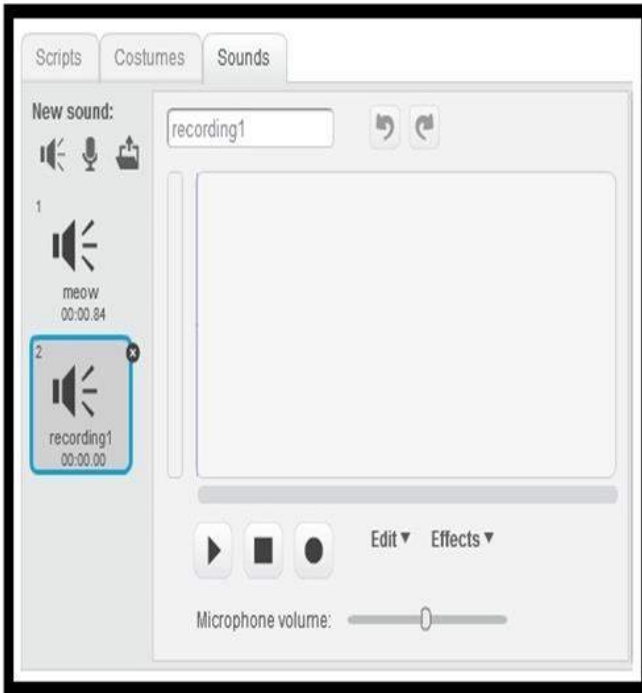 Scripts Costumes Sounds
New sound:
recording1
1
meow
00:00.84
2
recording1
00:00.00
Edit Effects
Microphone volume: